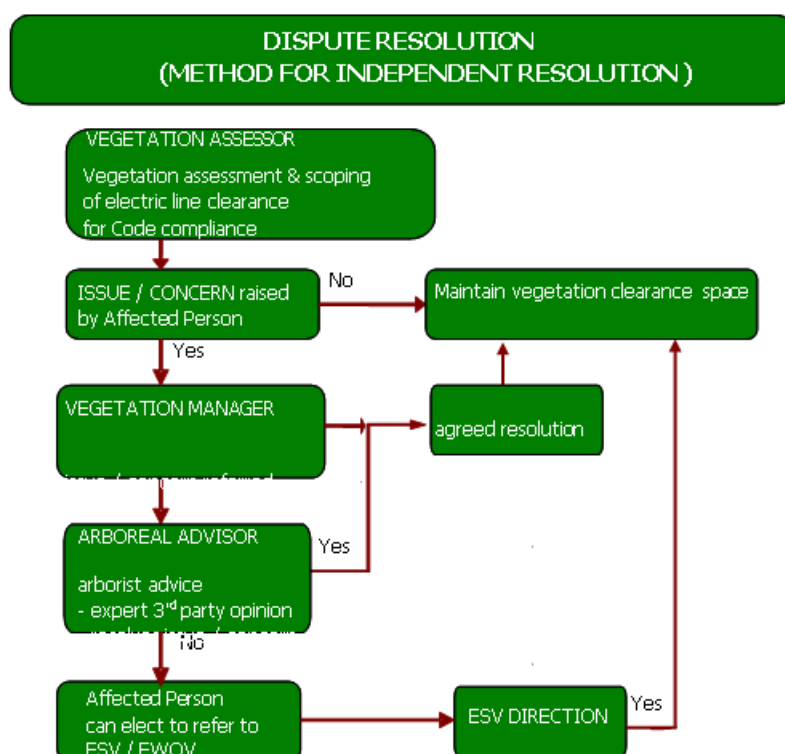 DISPUTE RESOLUTION
(METHOD FOR INDEPENDENT RESOLUTION )
VEGETATION ASSESSOR
Vegetation assessment & scoping
of electric line clearance
for Code compliance
ISSUE / CONCERN raised
by Affected Person
No
Maintain vegetation clearance space
Yes
VEGETATION MANAGER
agreed resolution
ARBOREAL ADVISOR
Yes
arborist advice
- expert 3rd party opinion
No
Affected Person
can elect to refer to
ESV / EWOV
ESV DIRECTION
Yes